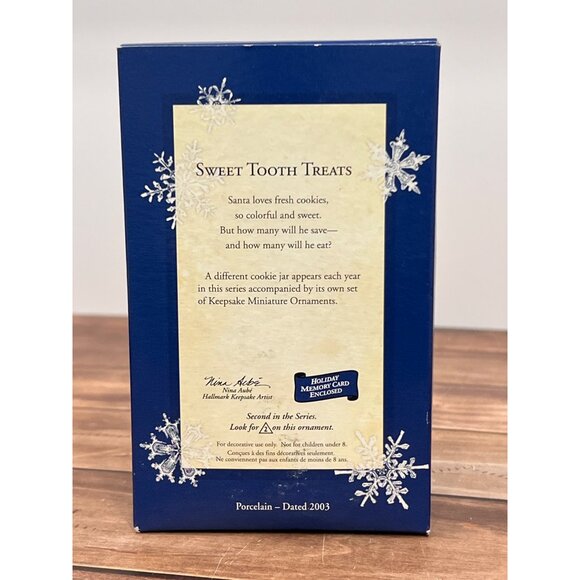 SWEET TOOTH TREATS
Santa loves fresh cookies,
so colorful and sweet.
But how many will he save—
and how many will he eat?
A different cookie jar appears each year
in this series accompanied by its own set
of Keepsake Miniature Ornaments.
Nina Aubé
Nina Aubé
Hallmark Keepsake Artist
HOLIDAY
MEMORY CARD
ENCLOSED
Second in the Series.
Look for 2 on this ornament.
For decorative use only. Not for children under 8.
Conçues à des fins décoratives seulement.
Ne conviennent pas aux enfants de moins de 8 ans.
Porcelain – Dated 2003